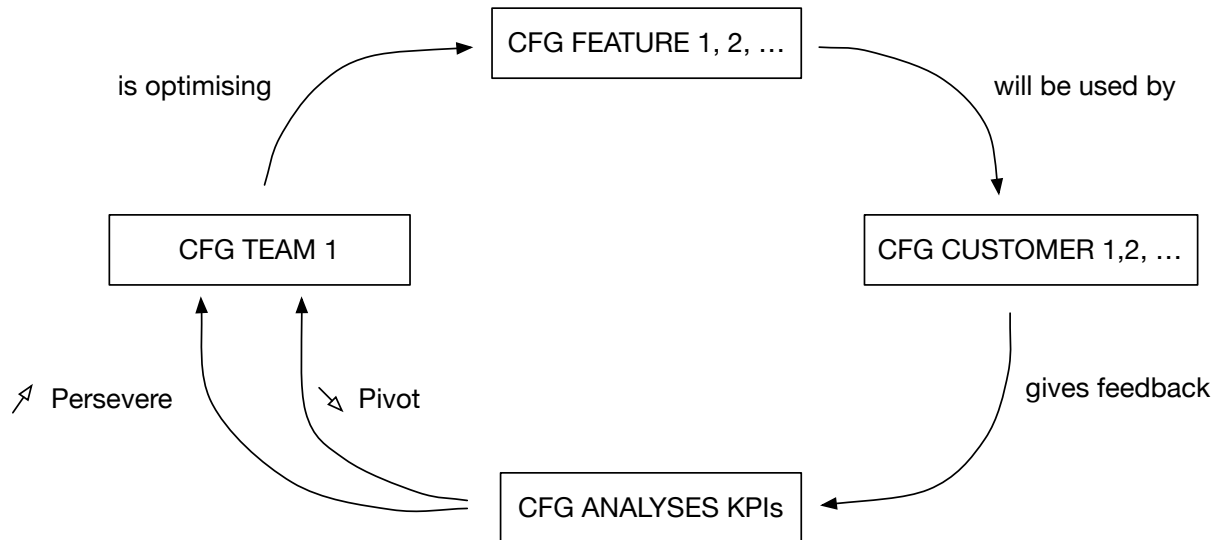 CFG FEATURE 1, 2, …
is optimising
will be used by
CFG TEAM 1
CFG CUSTOMER 1,2, …
Persevere
Pivot
gives feedback
CFG ANALYSES KPIs